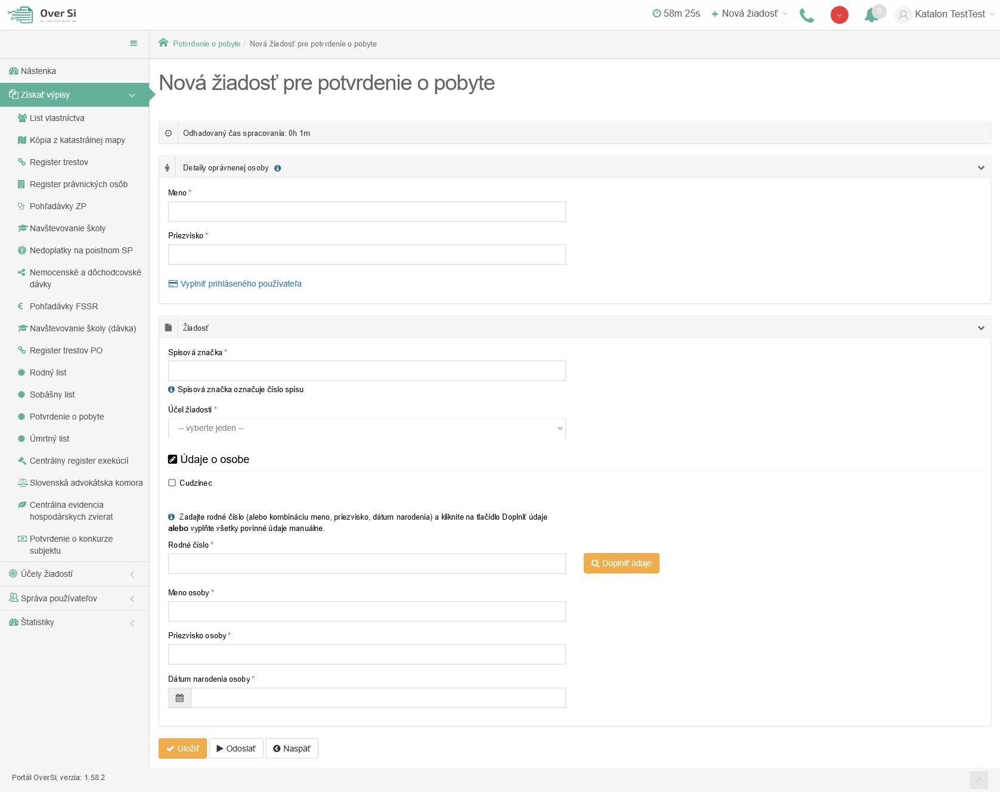 Over Si
58m 25s
Nová žiadosť
0
Katalon TestTest
Potvrdenie o pobyte / Nová žiadosť pre potvrdenie o pobyte
Nástenka
Získať výpisy
List vlastníctva
Kópia z katastrálnej mapy
Register trestov
Register právnických osôb
Pohľadávky ZP
Navštevovanie školy
Nedoplatky na poistnom SP
Nemocenské a dôchodcovské
dávky
Pohľadávky FSSR
Navštevovanie školy (dávka)
Register trestov PO
Rodný list
Sobášny list
Potvrdenie o pobyte
Úmrtný list
Centrálny register exekúcií
Slovenská advokátska komora
Centrálna evidencia
hospodárskych zvierat
Potvrdenie o konkurze
subjektu
Účely žiadostí
Správa používateľov
Štatistiky
Nová žiadosť pre potvrdenie o pobyte
Odhadovaný čas spracovania: 0h 1m
Detaily oprávnenej osoby
Meno *
Priezvisko *
Vyplniť prihláseného používateľa
Žiadosť
Spisová značka *
Spisová značka označuje číslo spisu
Účel žiadosti *
-- vyberte jeden --
Údaje o osobe
Cudzinec
Zadajte rodné číslo (alebo kombináciu meno, priezvisko, dátum narodenia) a kliknite na tlačidlo Doplniť údaje
alebo vyplňte všetky povinné údaje manuálne.
Rodné číslo *
Doplniť údaje
Meno osoby *
Priezvisko osoby *
Dátum narodenia osoby *
Uložiť
Odoslať
Naspäť
Portál OverSi, verzia: 1.58.2